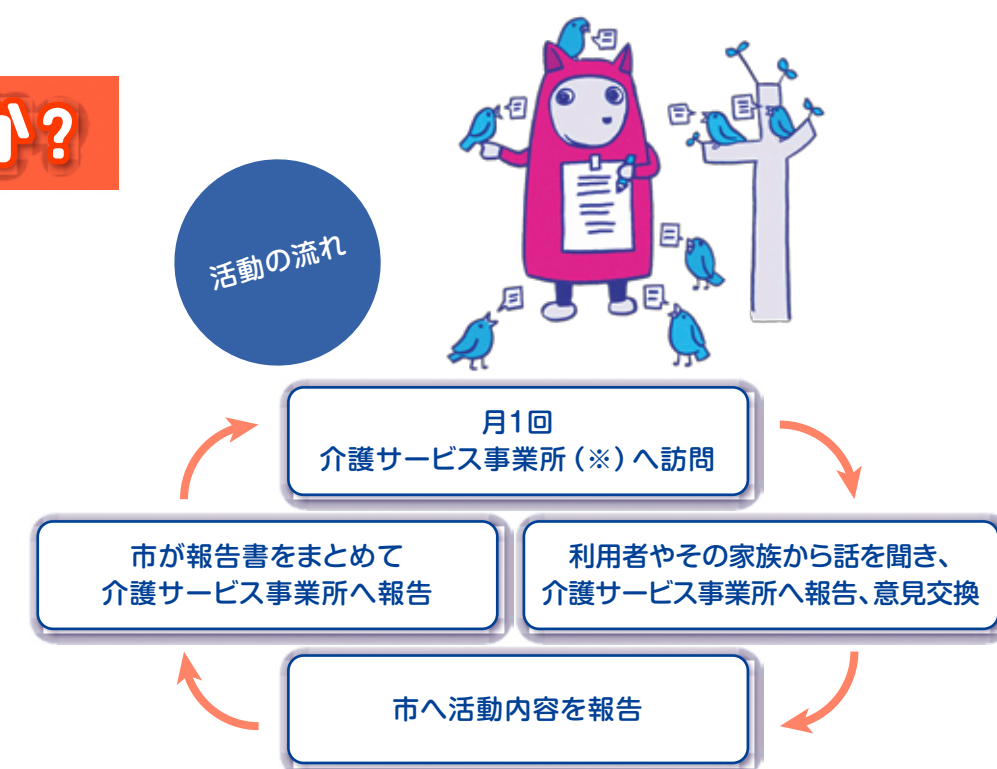 か?
活動の流れ
月1回
介護サービス事業所（※）へ訪問
利用者やその家族から話を聞き、
介護サービス事業所へ報告、意見交換
市へ活動内容を報告
市が報告書をまとめて
介護サービス事業所へ報告